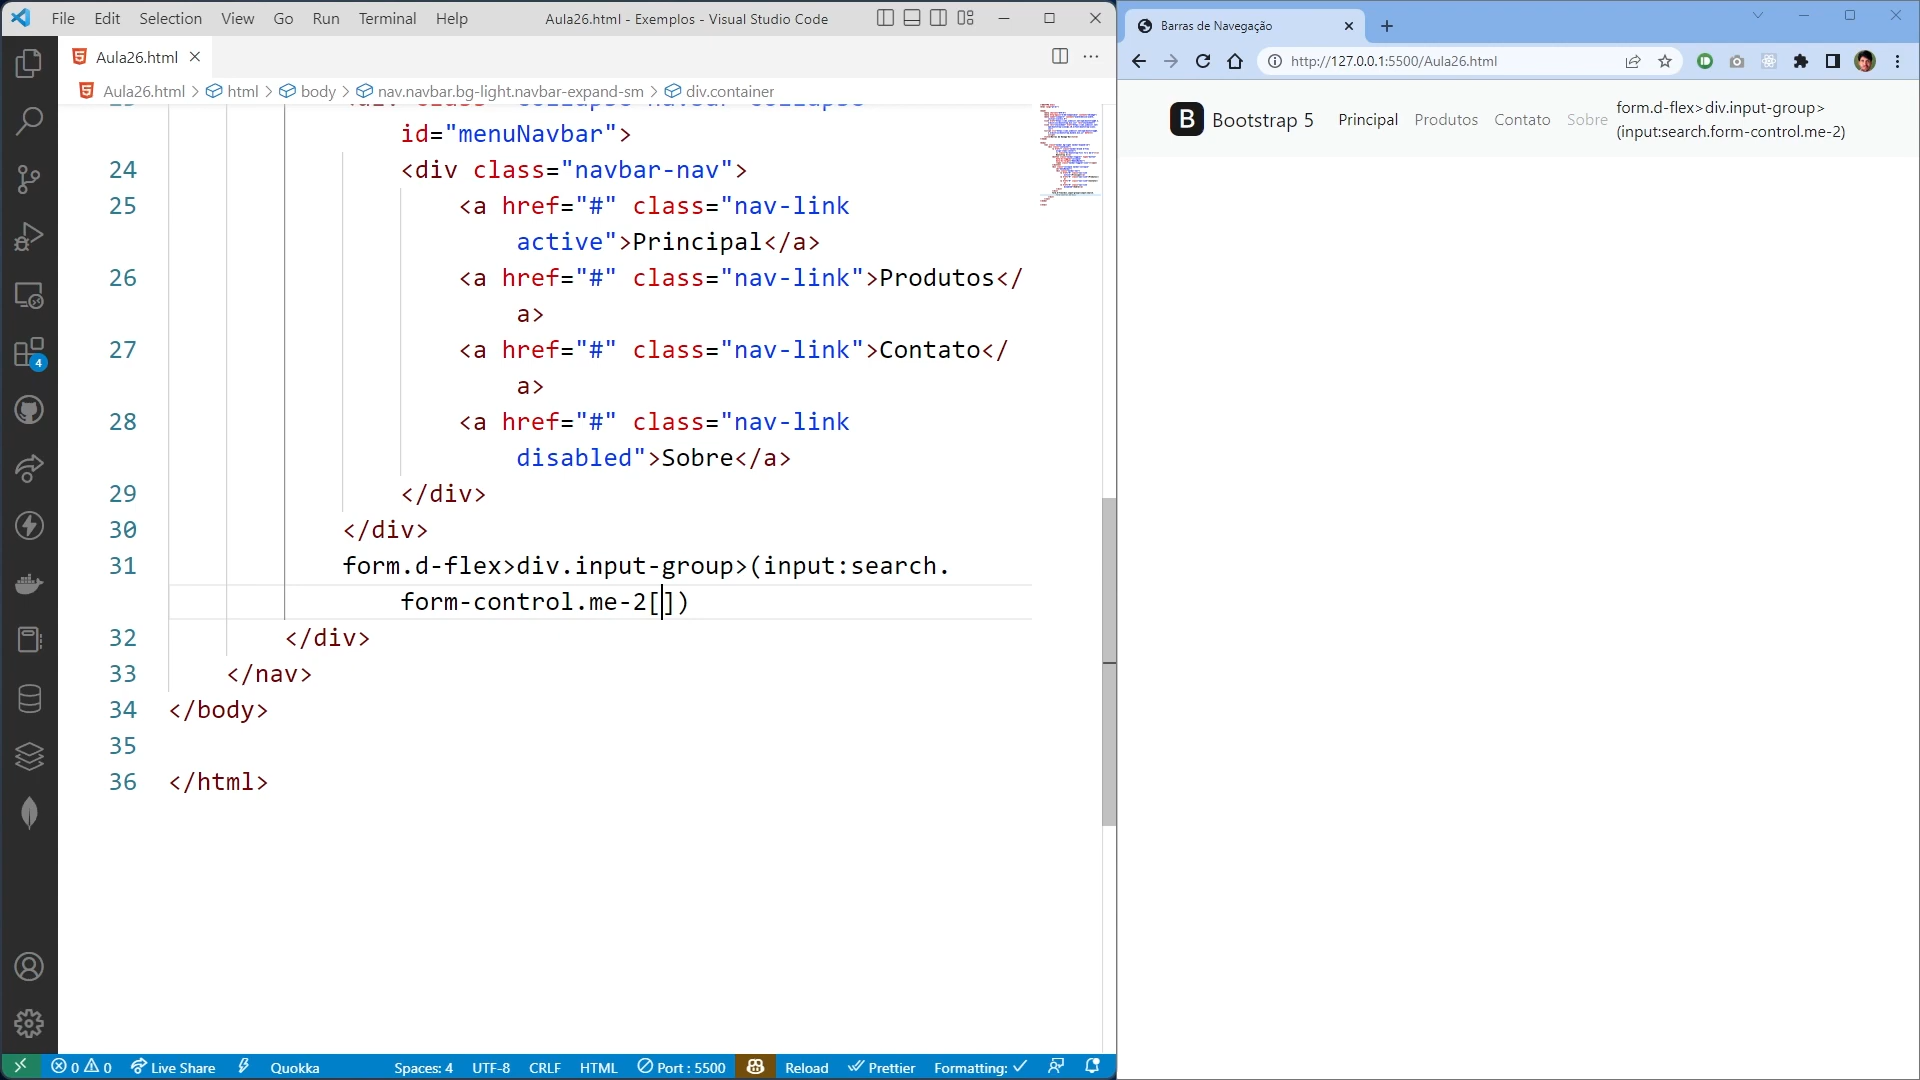 File Edit Selection View Go Run Terminal Help Aula26.html - Exemplos - Visual Studio Code
Aula26.html
Aula26.html > html > body > nav.navbar.bg-light.navbar-expand-sm > div.container
id="menuNavbar">
24 <div class="navbar-nav">
25 <a href="#" class="nav-link
active">Principal</a>
26 <a href="#" class="nav-link">Produtos</
a>
27 <a href="#" class="nav-link">Contato</
a>
28 <a href="#" class="nav-link
disabled">Sobre</a>
29 </div>
30 </div>
31 form.d-flex>div.input-group>(input:search.
form-control.me-2[])
32 </div>
33 </nav>
34 </body>
35
36 </html>
4
0 0 Live Share Quokka Spaces: 4 UTF-8 CRLF HTML Port : 5500 Reload Prettier Formatting:
Barras de Navegação
http://127.0.0.1:5500/Aula26.html
B Bootstrap 5 Principal Produtos Contato Sobre
form.d-flex>div.input-group>
(input:search.form-control.me-2)